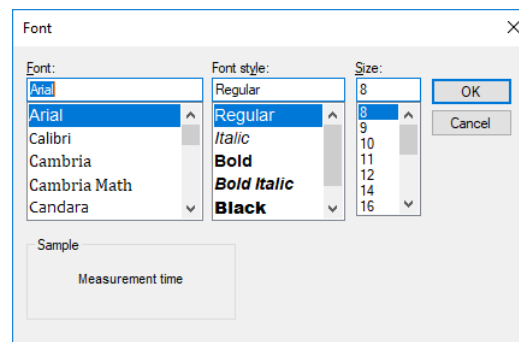 Font
Font: Font style: Size:
Arial Regular 8 OK
Arial Regular 8
Calibri Italic 9 Cancel
Cambria Bold 10
Cambria Math Bold Italic 11
Candara Black 12
14
16
Sample
Measurement time